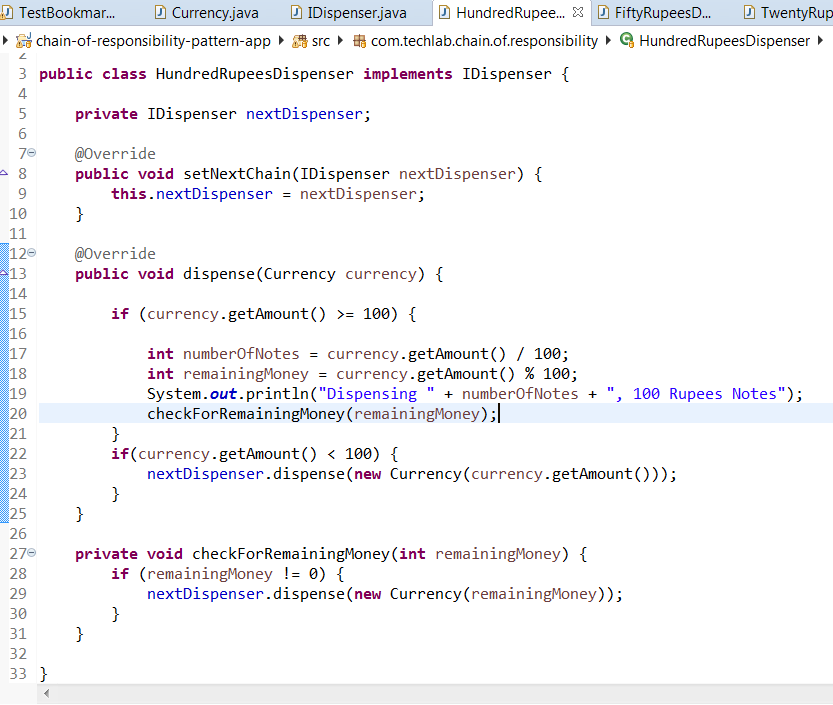 TestBookmar... Currency.java IDispenser.java HundredRupee... FiftyRupeesD... TwentyRup
chain-of-responsibility-pattern-app src com.techlab.chain.of.responsibility HundredRupeesDispenser
2
3 public class HundredRupeesDispenser implements IDispenser {
4
5 private IDispenser nextDispenser;
6
7 @Override
8 public void setNextChain(IDispenser nextDispenser) {
9 this.nextDispenser = nextDispenser;
10 }
11
12 @Override
13 public void dispense(Currency currency) {
14
15 if (currency.getAmount() >= 100) {
16
17 int numberOfNotes = currency.getAmount() / 100;
18 int remainingMoney = currency.getAmount() % 100;
19 System.out.println("Dispensing " + numberOfNotes + ", 100 Rupees Notes");
20 checkForRemainingMoney(remainingMoney);
21 }
22 if(currency.getAmount() < 100) {
23 nextDispenser.dispense(new Currency(currency.getAmount()));
24 }
25 }
26
27 private void checkForRemainingMoney(int remainingMoney) {
28 if (remainingMoney != 0) {
29 nextDispenser.dispense(new Currency(remainingMoney));
30 }
31 }
32
33 }